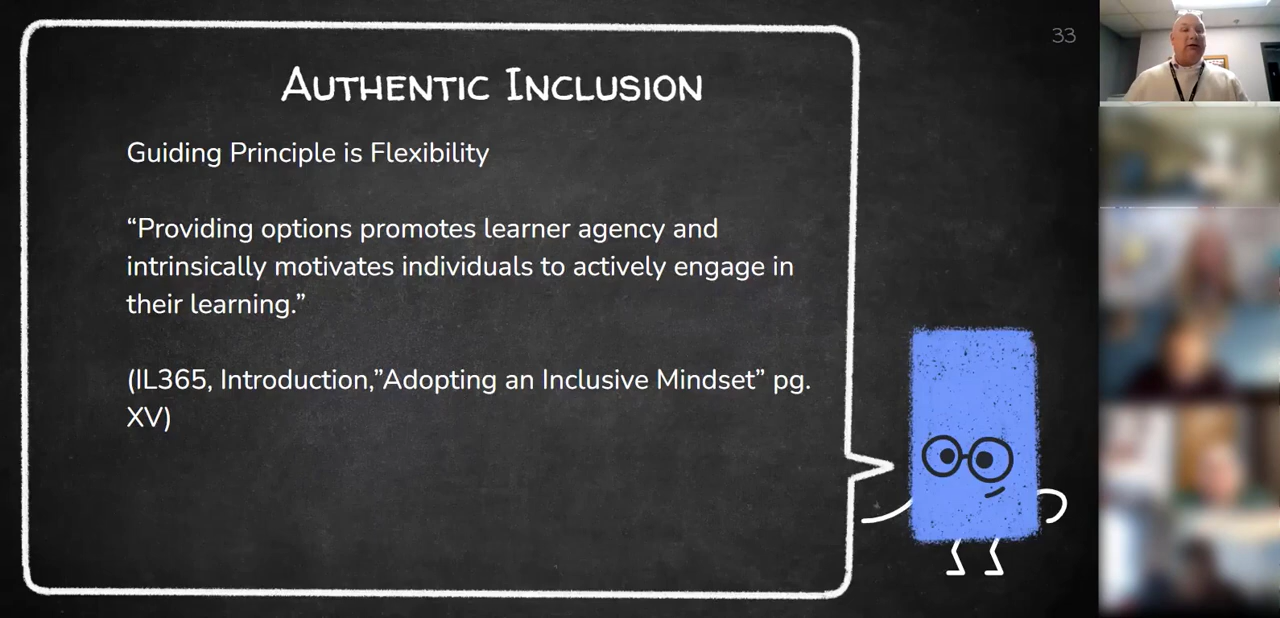 33
Authentic Inclusion
Guiding Principle is Flexibility
“Providing options promotes learner agency and
intrinsically motivates individuals to actively engage in
their learning.”
(IL365, Introduction,”Adopting an Inclusive Mindset” pg.
XV)